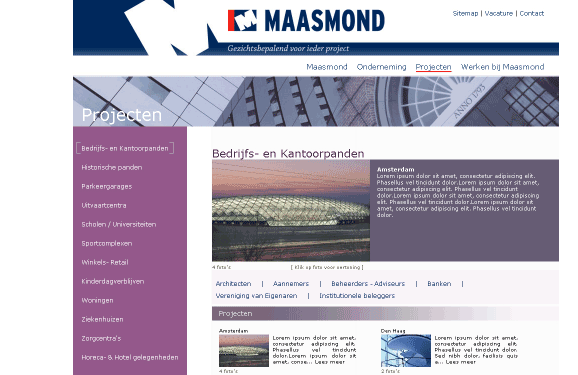 MAASMOND
Sitemap | Vacature | Contact
Gezichtsbepalend voor ieder project
Maasmond Onderneming Projecten Werken bij Maasmond
ANNO 1793
Projecten
Bedrijfs- en Kantoorpanden
Historische panden
Parkeergarages
Uitvaartcentra
Scholen / Universiteiten
Sportcomplexen
Winkels- Retail
Kinderdagverblijven
Woningen
Ziekenhuizen
Zorgcentra's
Horeca- & Hotel gelegenheden
Bedrijfs- en Kantoorpanden
Amsterdam
Lorem ipsum dolor sit amet, consectetur adipiscing elit.
Phasellus vel tincidunt dolor.Lorem ipsum dolor sit
amet, consectetur adipiscing elit. Phasellus vel tincidunt
dolor.Lorem ipsum dolor sit amet, consectetur adipiscing
elit. Phasellus vel tincidunt dolor.Lorem ipsum dolor sit
amet, consectetur adipiscing elit. Phasellus vel tincidunt
dolor.
4 foto's [ Klik op foto voor vertoning ]
Architecten | Aannemers | Beheerders - Adviseurs | Banken |
Vereniging van Eigenaren | Institutionele beleggers
Projecten
Amsterdam
Lorem ipsum dolor sit amet,
consectetur adipiscing elit.
Phasellus vel tincidunt
dolor.Lorem ipsum dolor sit
amet, conse... Lees meer
4 foto's
Den Haag
Lorem ipsum dolor sit amet,
consectetur adipiscing elit.
Phasellus vel tincidunt dolor.
Sed nibh dolor, facilisis quis
a... Lees meer
2 foto's